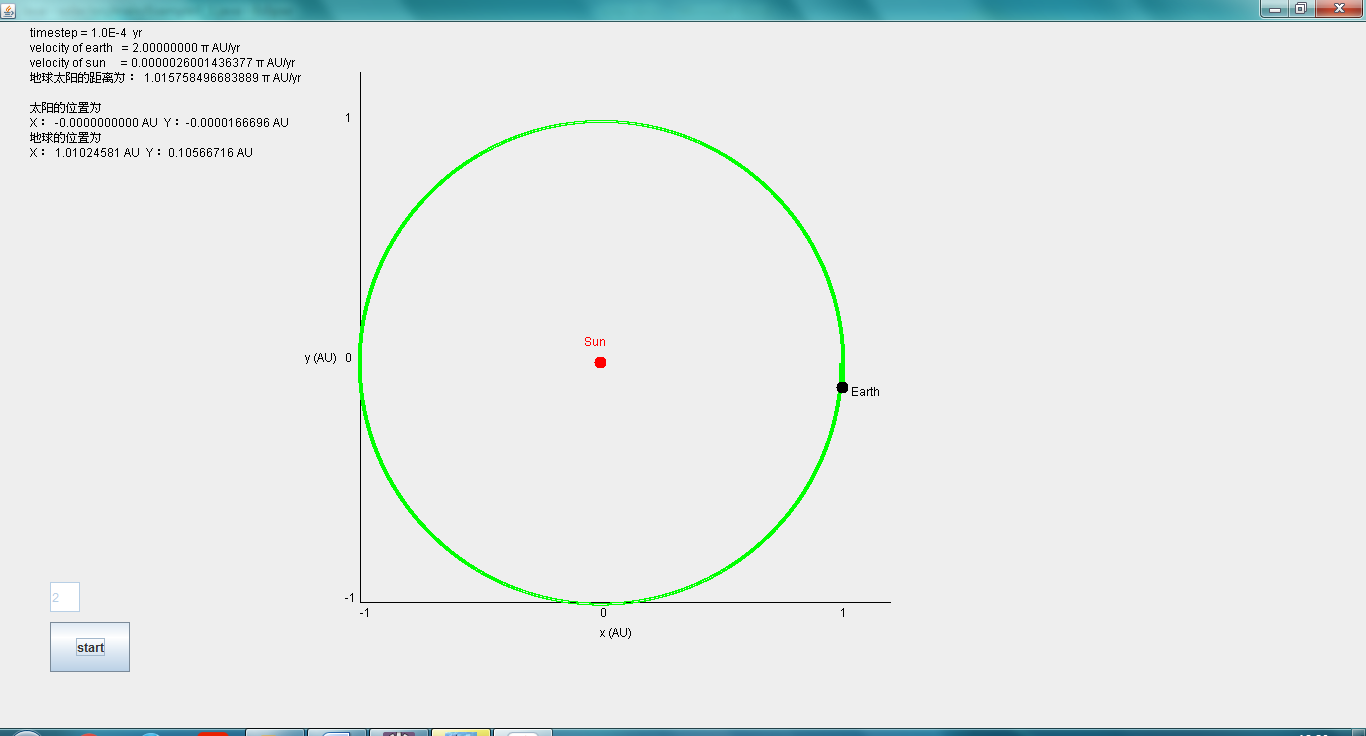 timestep = 1.0E-4 yr
velocity of earth = 2.00000000 π AU/yr
velocity of sun = 0.0000026001436377 π AU/yr
地球太阳的距离为： 1.015758496683889 π AU/yr
太阳的位置为
X： -0.0000000000 AU Y：-0.0000166696 AU
地球的位置为
X： 1.01024581 AU Y：0.10566716 AU
1
Sun
y (AU) 0
Earth
-1
-1 0 1
x (AU)
2
start